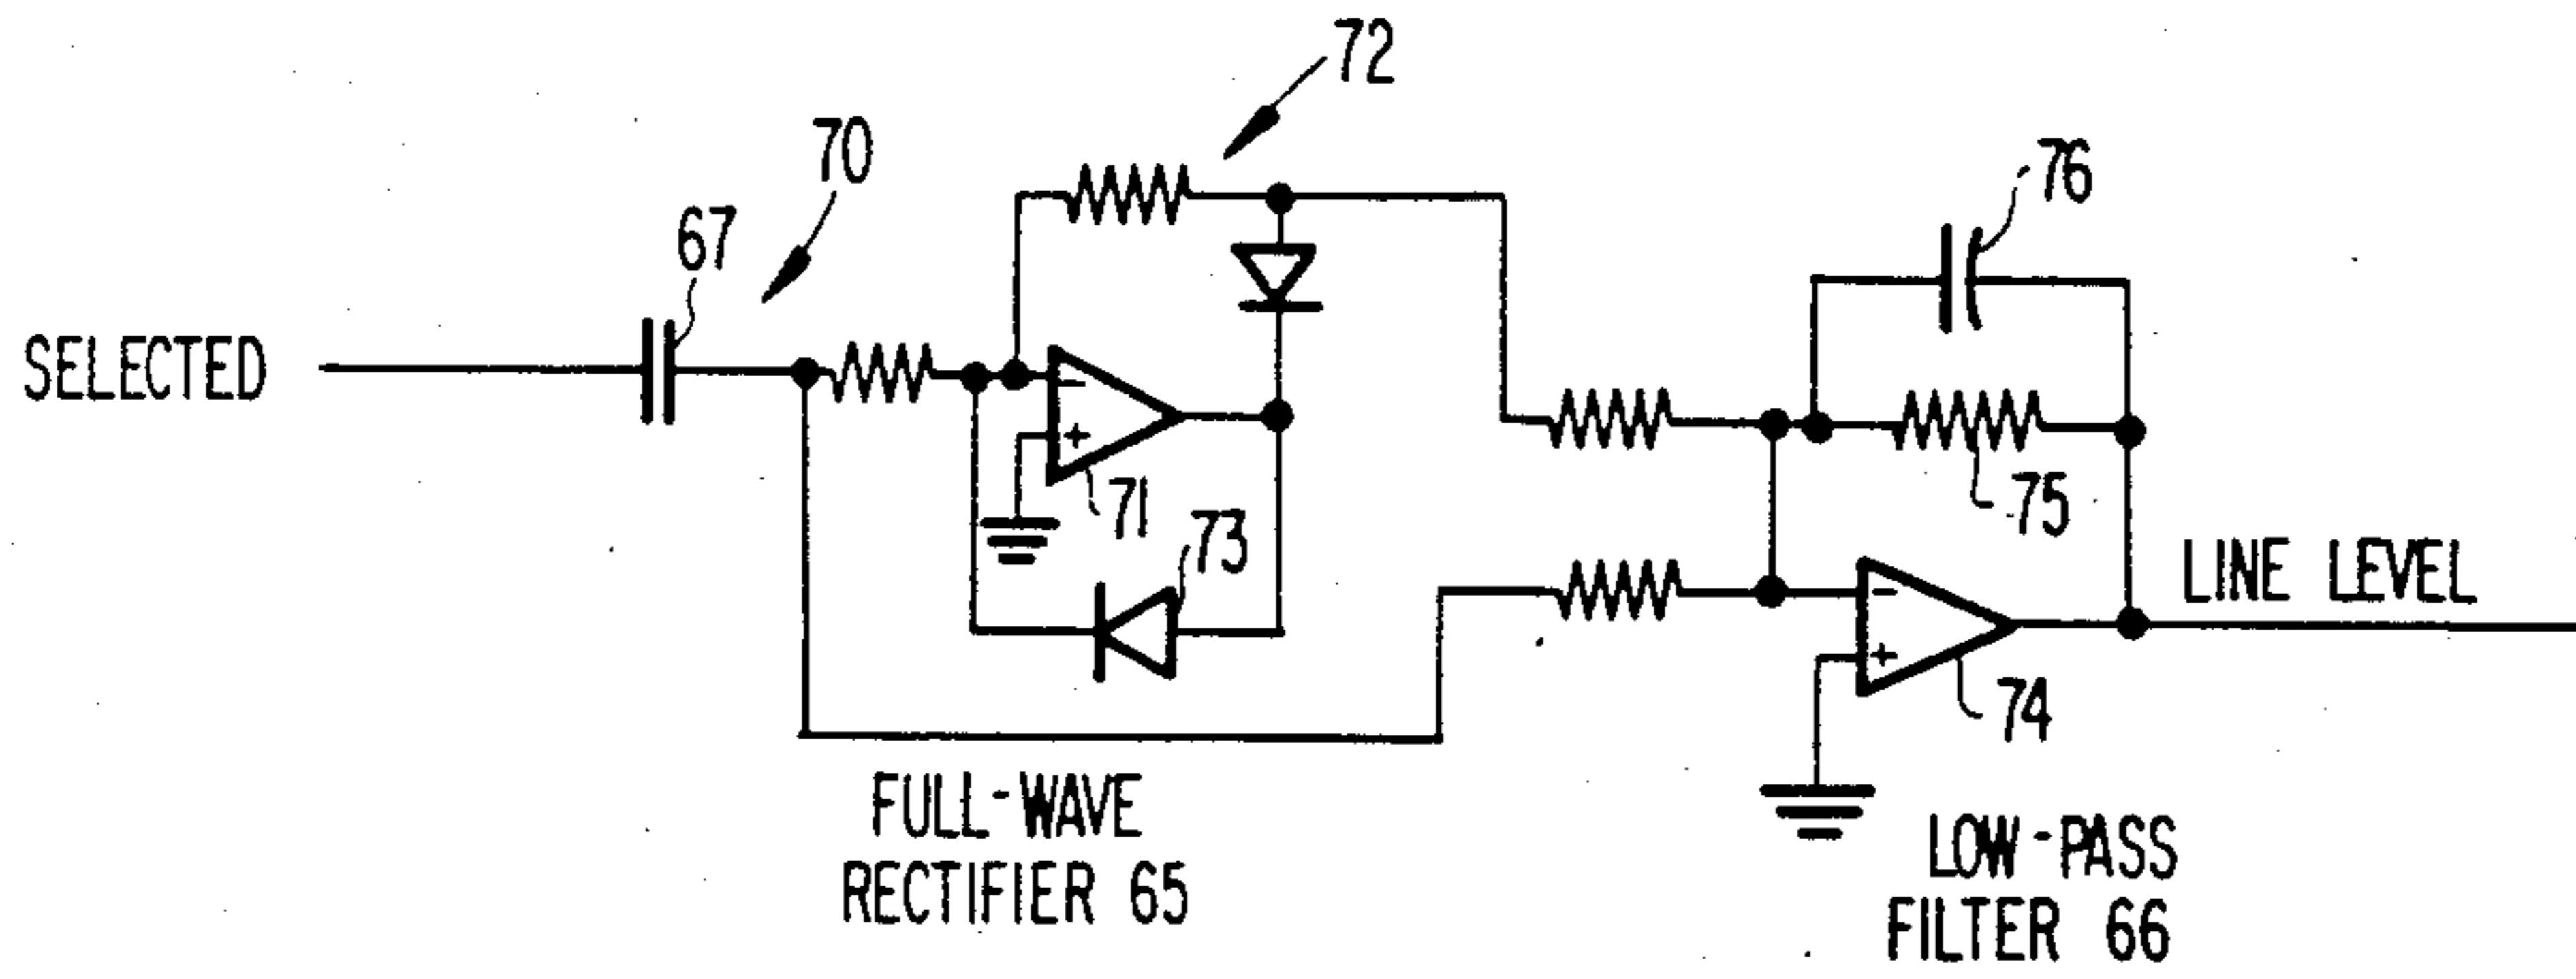 72
70
76
67
SELECTED
-
+
71
73
75
-
+
LINE LEVEL
74
FULL-WAVE
RECTIFIER 65
LOW-PASS
FILTER 66